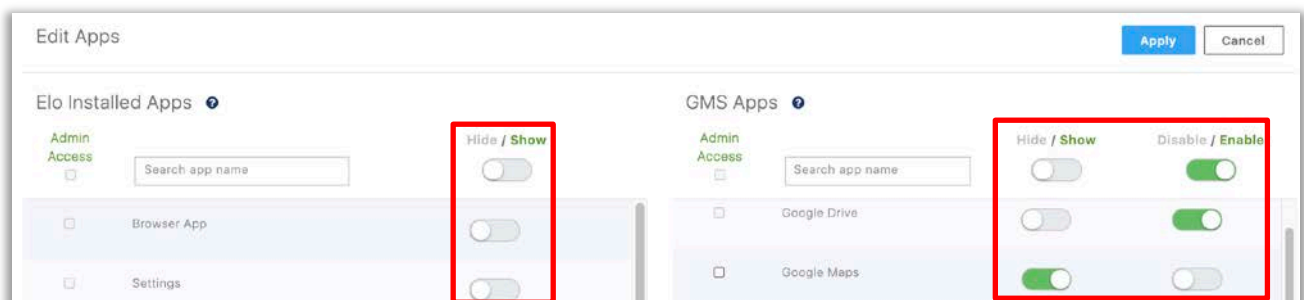 Edit Apps
Apply
Cancel
Elo Installed Apps ?
GMS Apps ?
Admin
Access
Search app name
Hide / Show
Admin
Access
Search app name
Hide / Show
Disable / Enable
Browser App
Google Drive
Settings
Google Maps